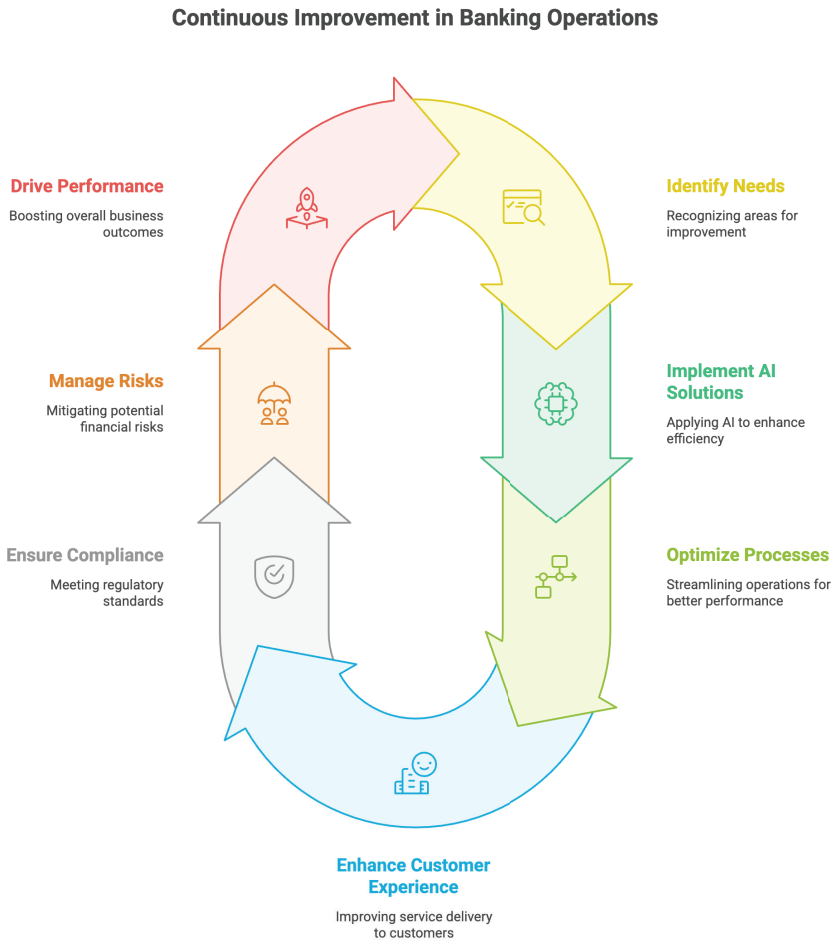 Continuous Improvement in Banking Operations
Drive Performance
Boosting overall business
outcomes
Identify Needs
Recognizing areas for
improvement
Manage Risks
Mitigating potential
financial risks
Implement AI
Solutions
Applying AI to enhance
efficiency
Ensure Compliance
Meeting regulatory
standards
Optimize Processes
Streamlining operations for
better performance
Enhance Customer
Experience
Improving service delivery
to customers